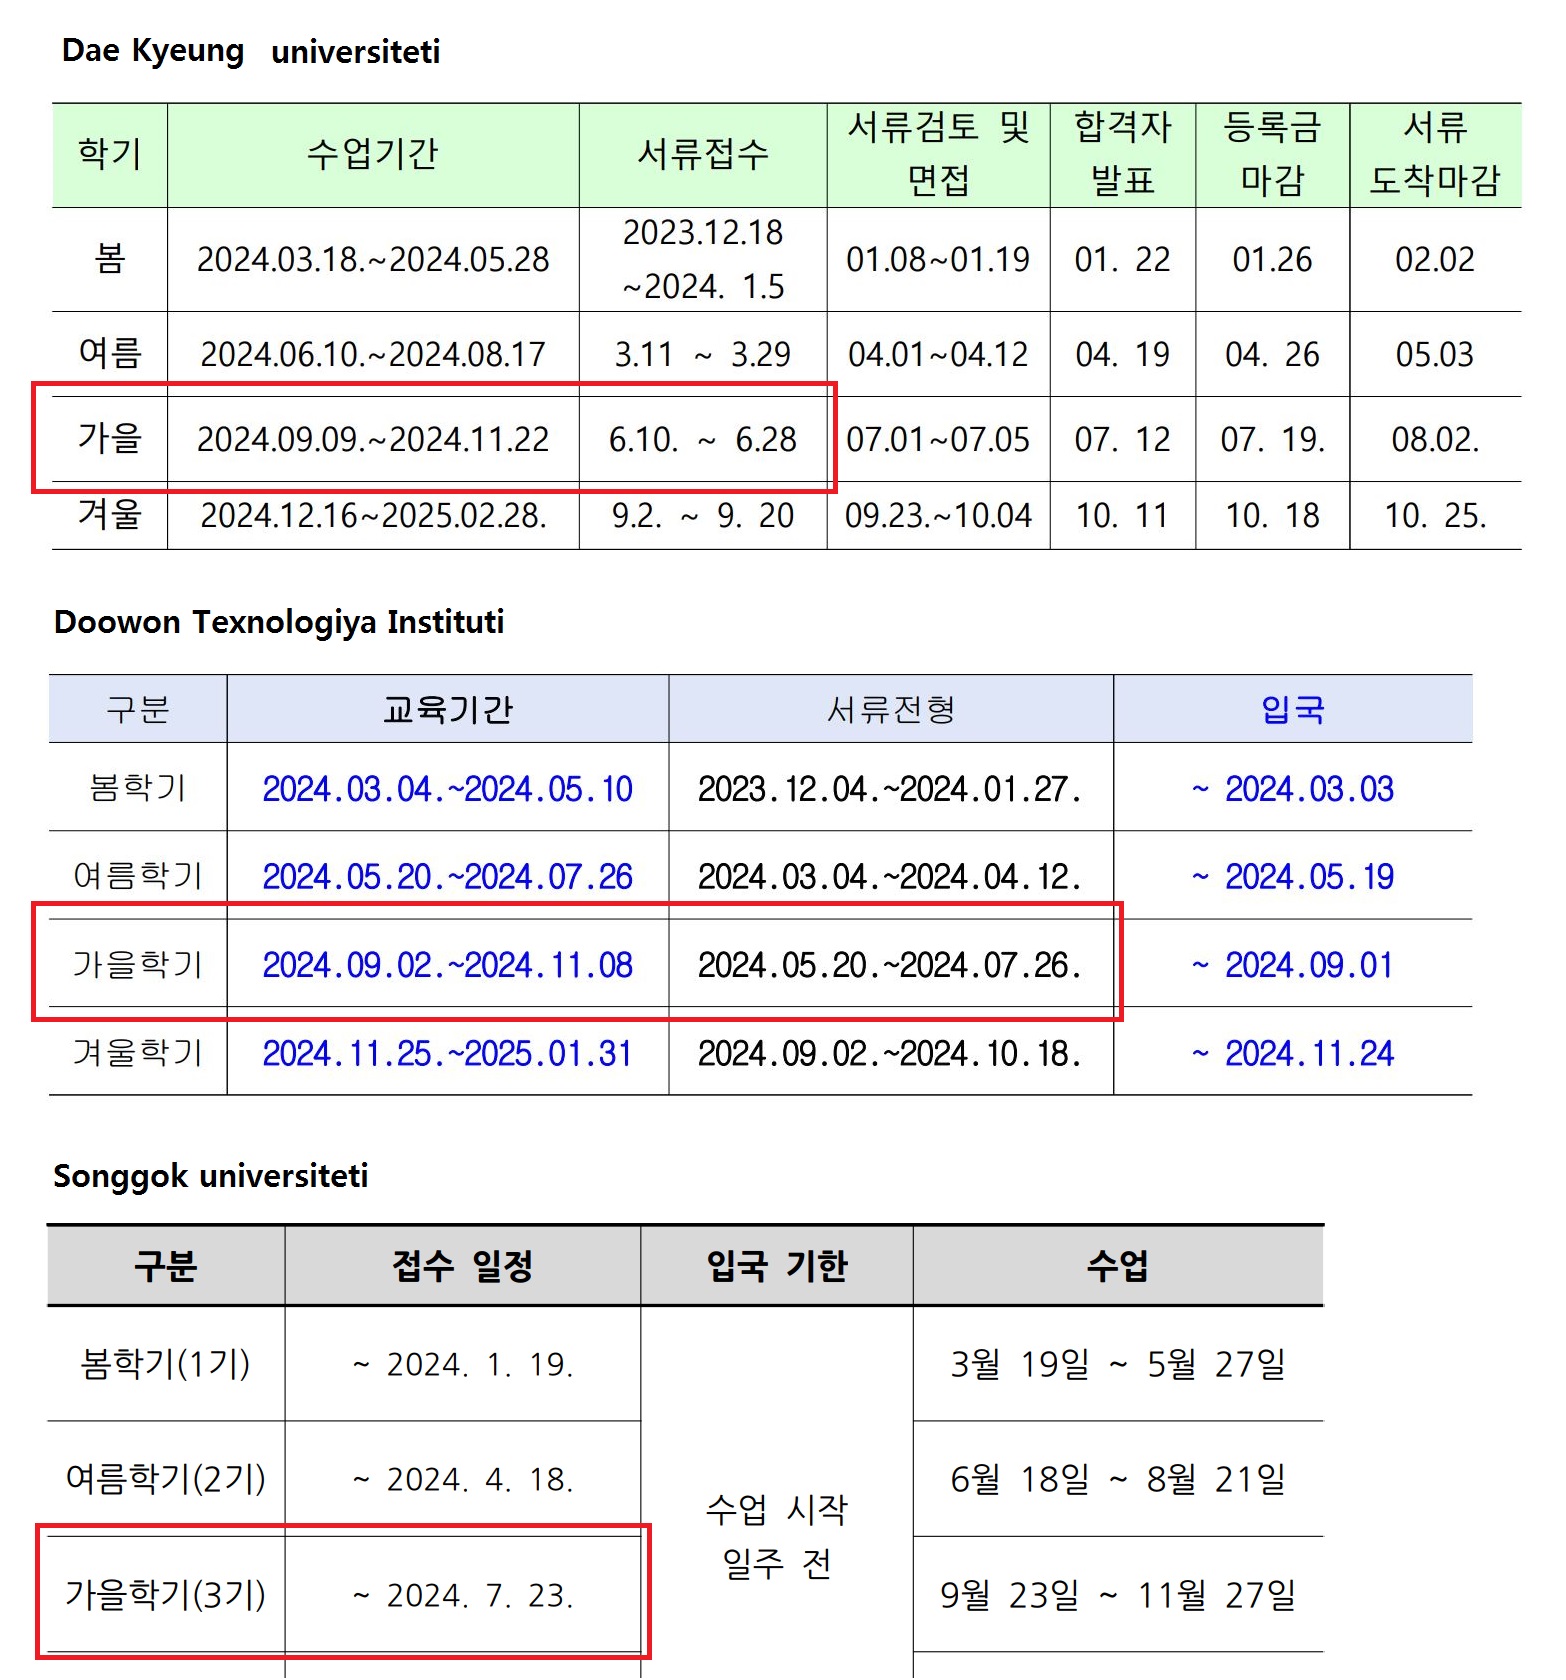 Dae Kyeung universiteti
학기 수업기간 서류접수 서류검토 및 면접 합격자 발표 등록금 마감 서류 도착마감
봄 2024.03.18.~2024.05.28 2023.12.18 ~2024. 1.5 01.08~01.19 01. 22 01.26 02.02
여름 2024.06.10.~2024.08.17 3.11 ~ 3.29 04.01~04.12 04. 19 04. 26 05.03
가을 2024.09.09.~2024.11.22 6.10. ~ 6.28 07.01~07.05 07. 12 07. 19. 08.02.
겨울 2024.12.16~2025.02.28. 9.2. ~ 9. 20 09.23.~10.04 10. 11 10. 18 10. 25.
Doowon Texnologiya Instituti
구분 교육기간 서류전형 입국
봄학기 2024.03.04.~2024.05.10 2023.12.04.~2024.01.27. ~ 2024.03.03
여름학기 2024.05.20.~2024.07.26 2024.03.04.~2024.04.12. ~ 2024.05.19
가을학기 2024.09.02.~2024.11.08 2024.05.20.~2024.07.26. ~ 2024.09.01
겨울학기 2024.11.25.~2025.01.31 2024.09.02.~2024.10.18. ~ 2024.11.24
Songgok universiteti
구분 접수 일정 입국 기한 수업
봄학기(1기) ~ 2024. 1. 19. 3월 19일 ~ 5월 27일
여름학기(2기) ~ 2024. 4. 18. 6월 18일 ~ 8월 21일
수업 시작
일주 전
가을학기(3기) ~ 2024. 7. 23. 9월 23일 ~ 11월 27일